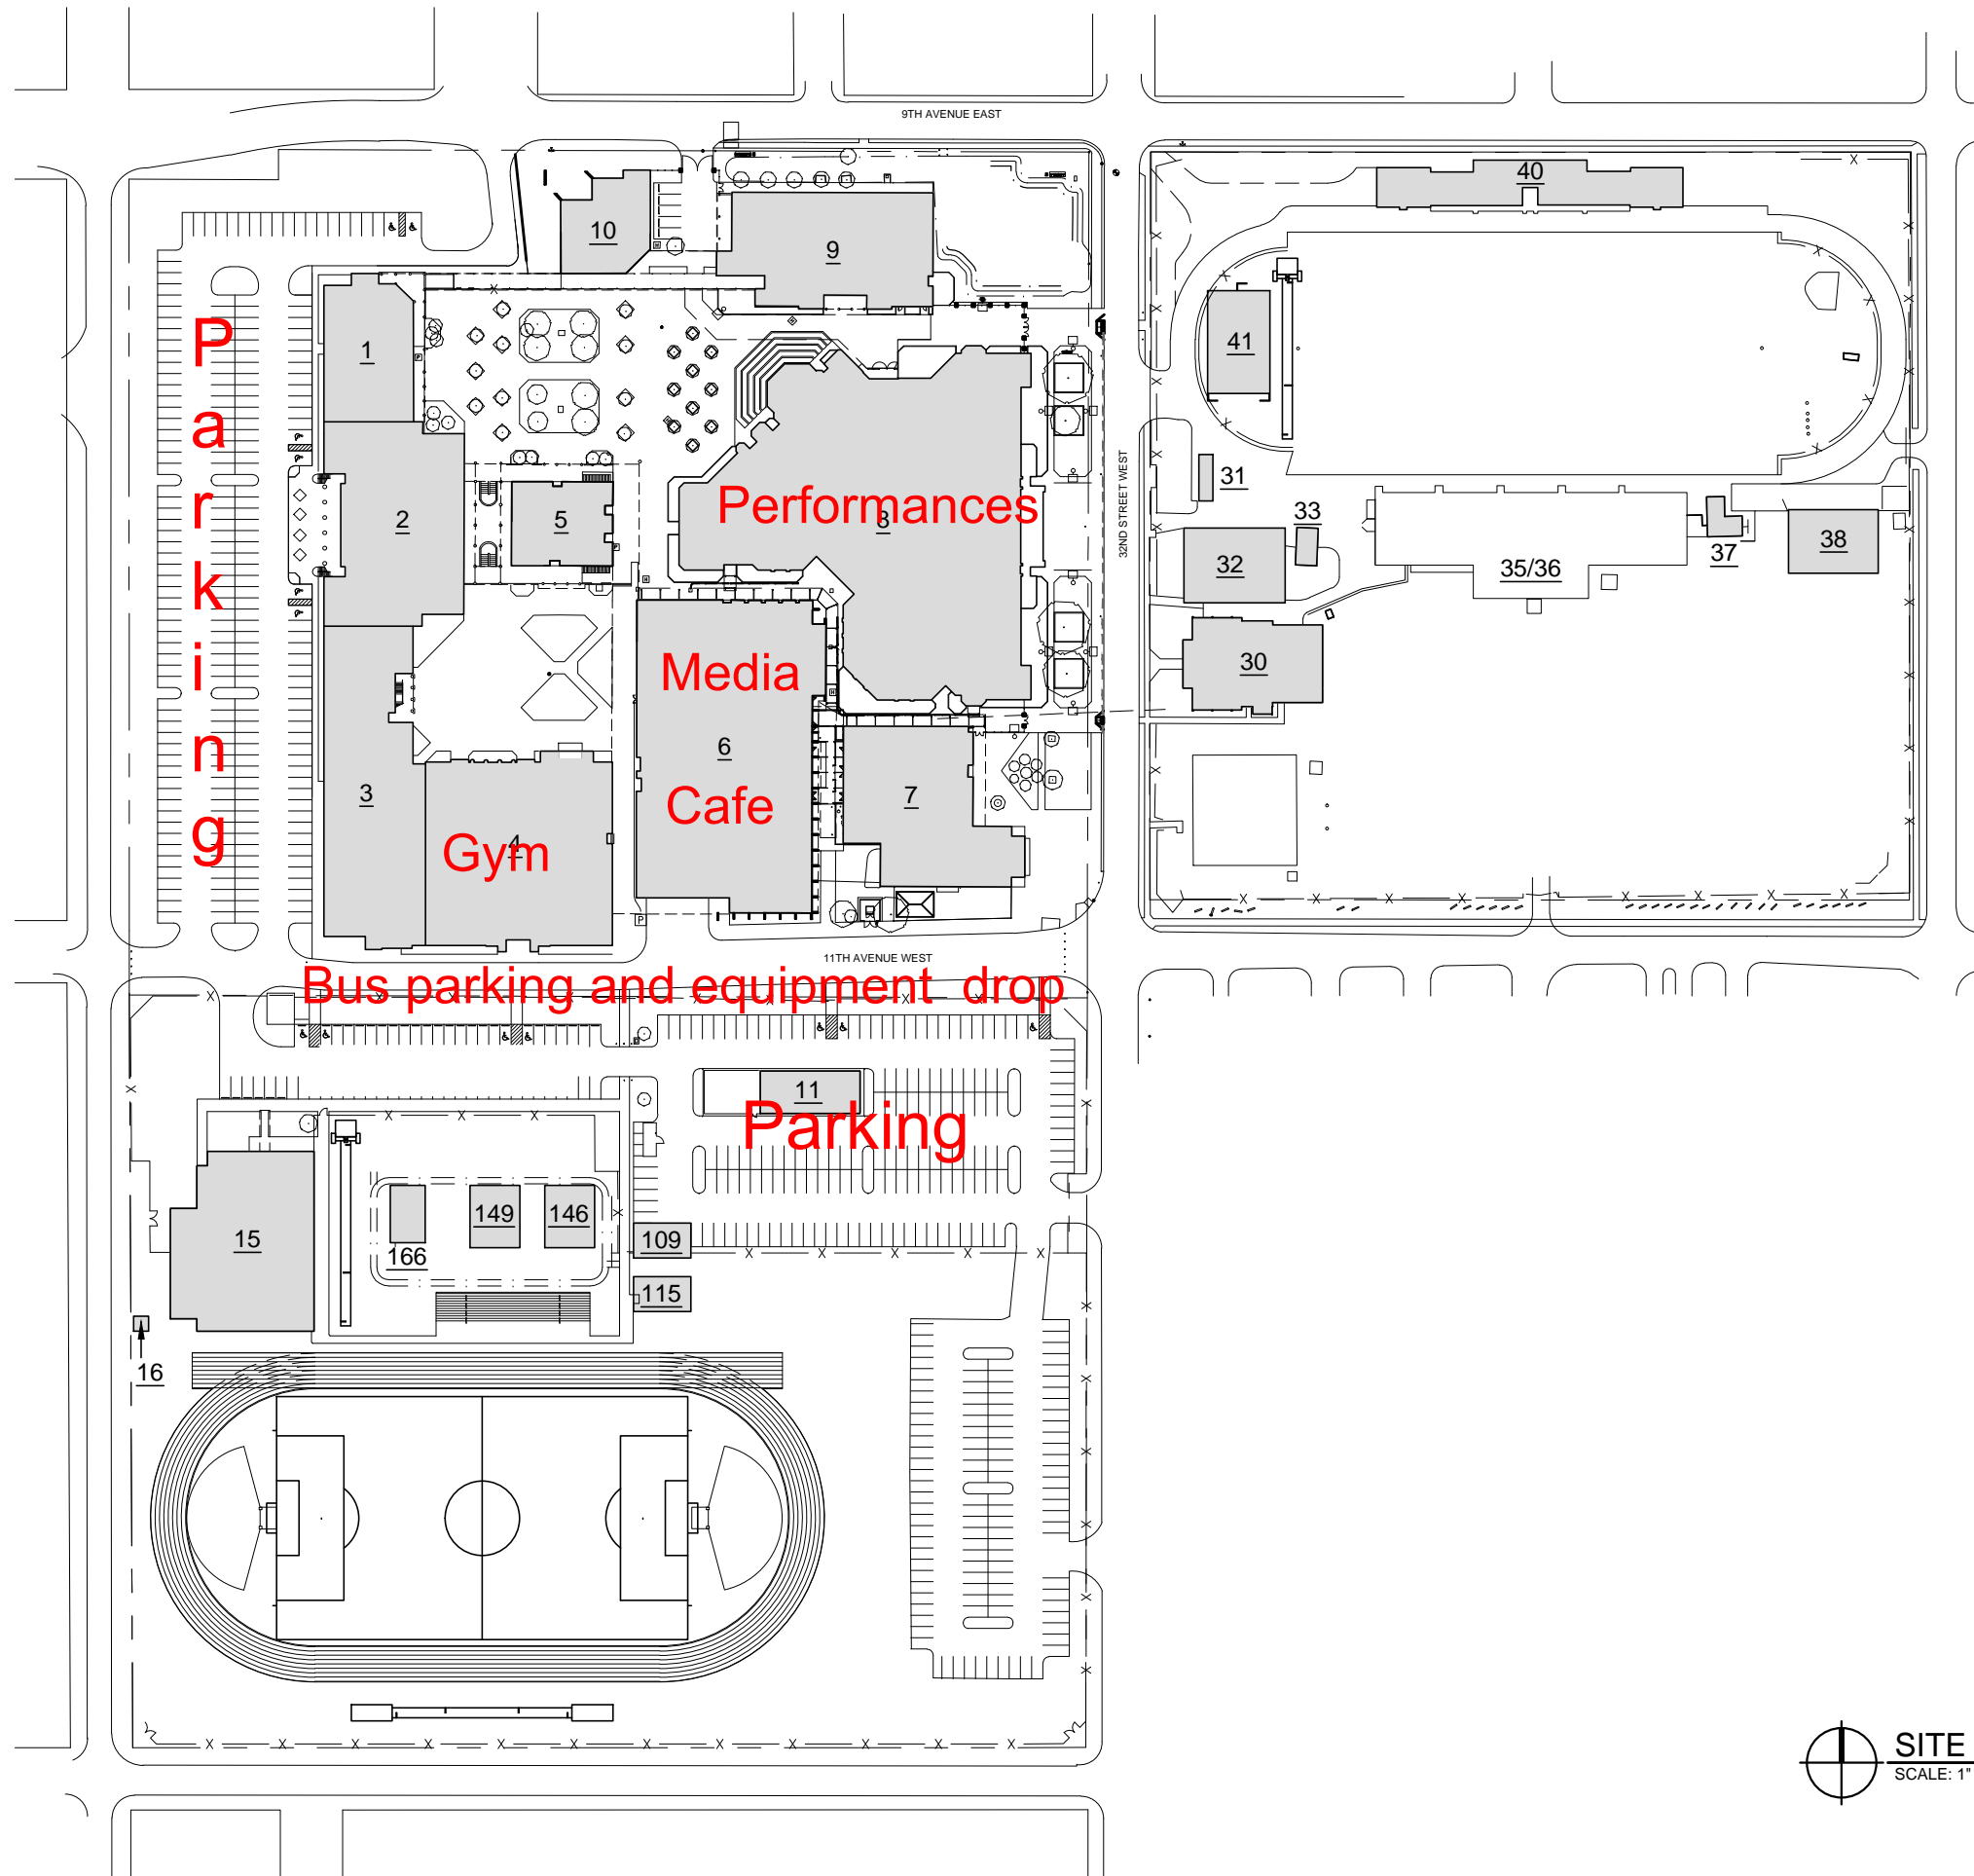 9TH AVENUE EAST
40
10
9
41
1
Parking
31
Performances
8
33
2
5
32ND STREET WEST
38
37
32
35/36
30
Media
6
Cafe
3
7
Gym
4
11TH AVENUE WEST
Bus parking and equipment drop
11
Parking
149
146
15
109
166
115
16
SITE
SCALE: 1"